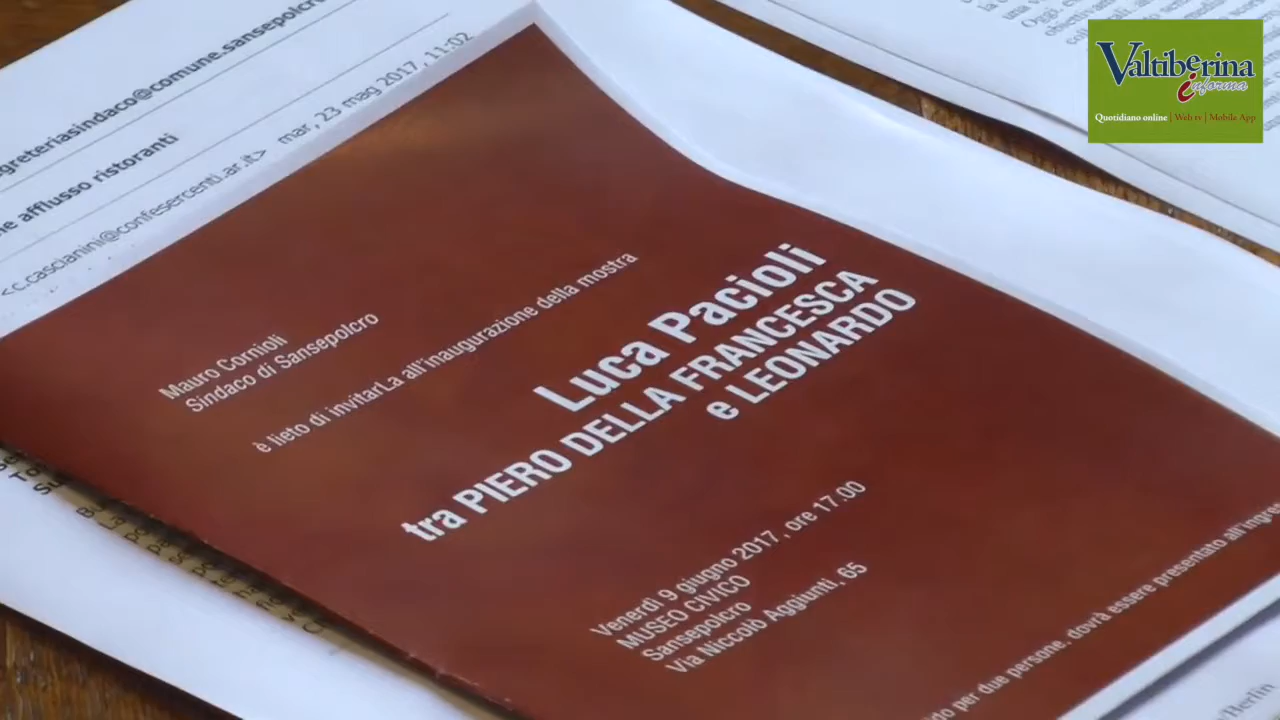 segreteriasindaco@comune.sansepolcro
afflusso ristoranti
<c.cascianini@confesercenti.ar.it> mar, 23 mag 2017, 11:02
Valtiberina
informa
Quotidiano online | Web tv | Mobile App
Mauro Cornioli
Sindaco di Sansepolcro
è lieto di invitarLa all'inaugurazione della mostra
Luca Pacioli
tra PIERO DELLA FRANCESCA
e LEONARDO
Venerdì 9 giugno 2017, ore 17.00
MUSEO CIVICO
Sansepolcro
Via Niccolò Aggiunti, 65
per due persone, dovrà essere presentato all'ingre
Berlin